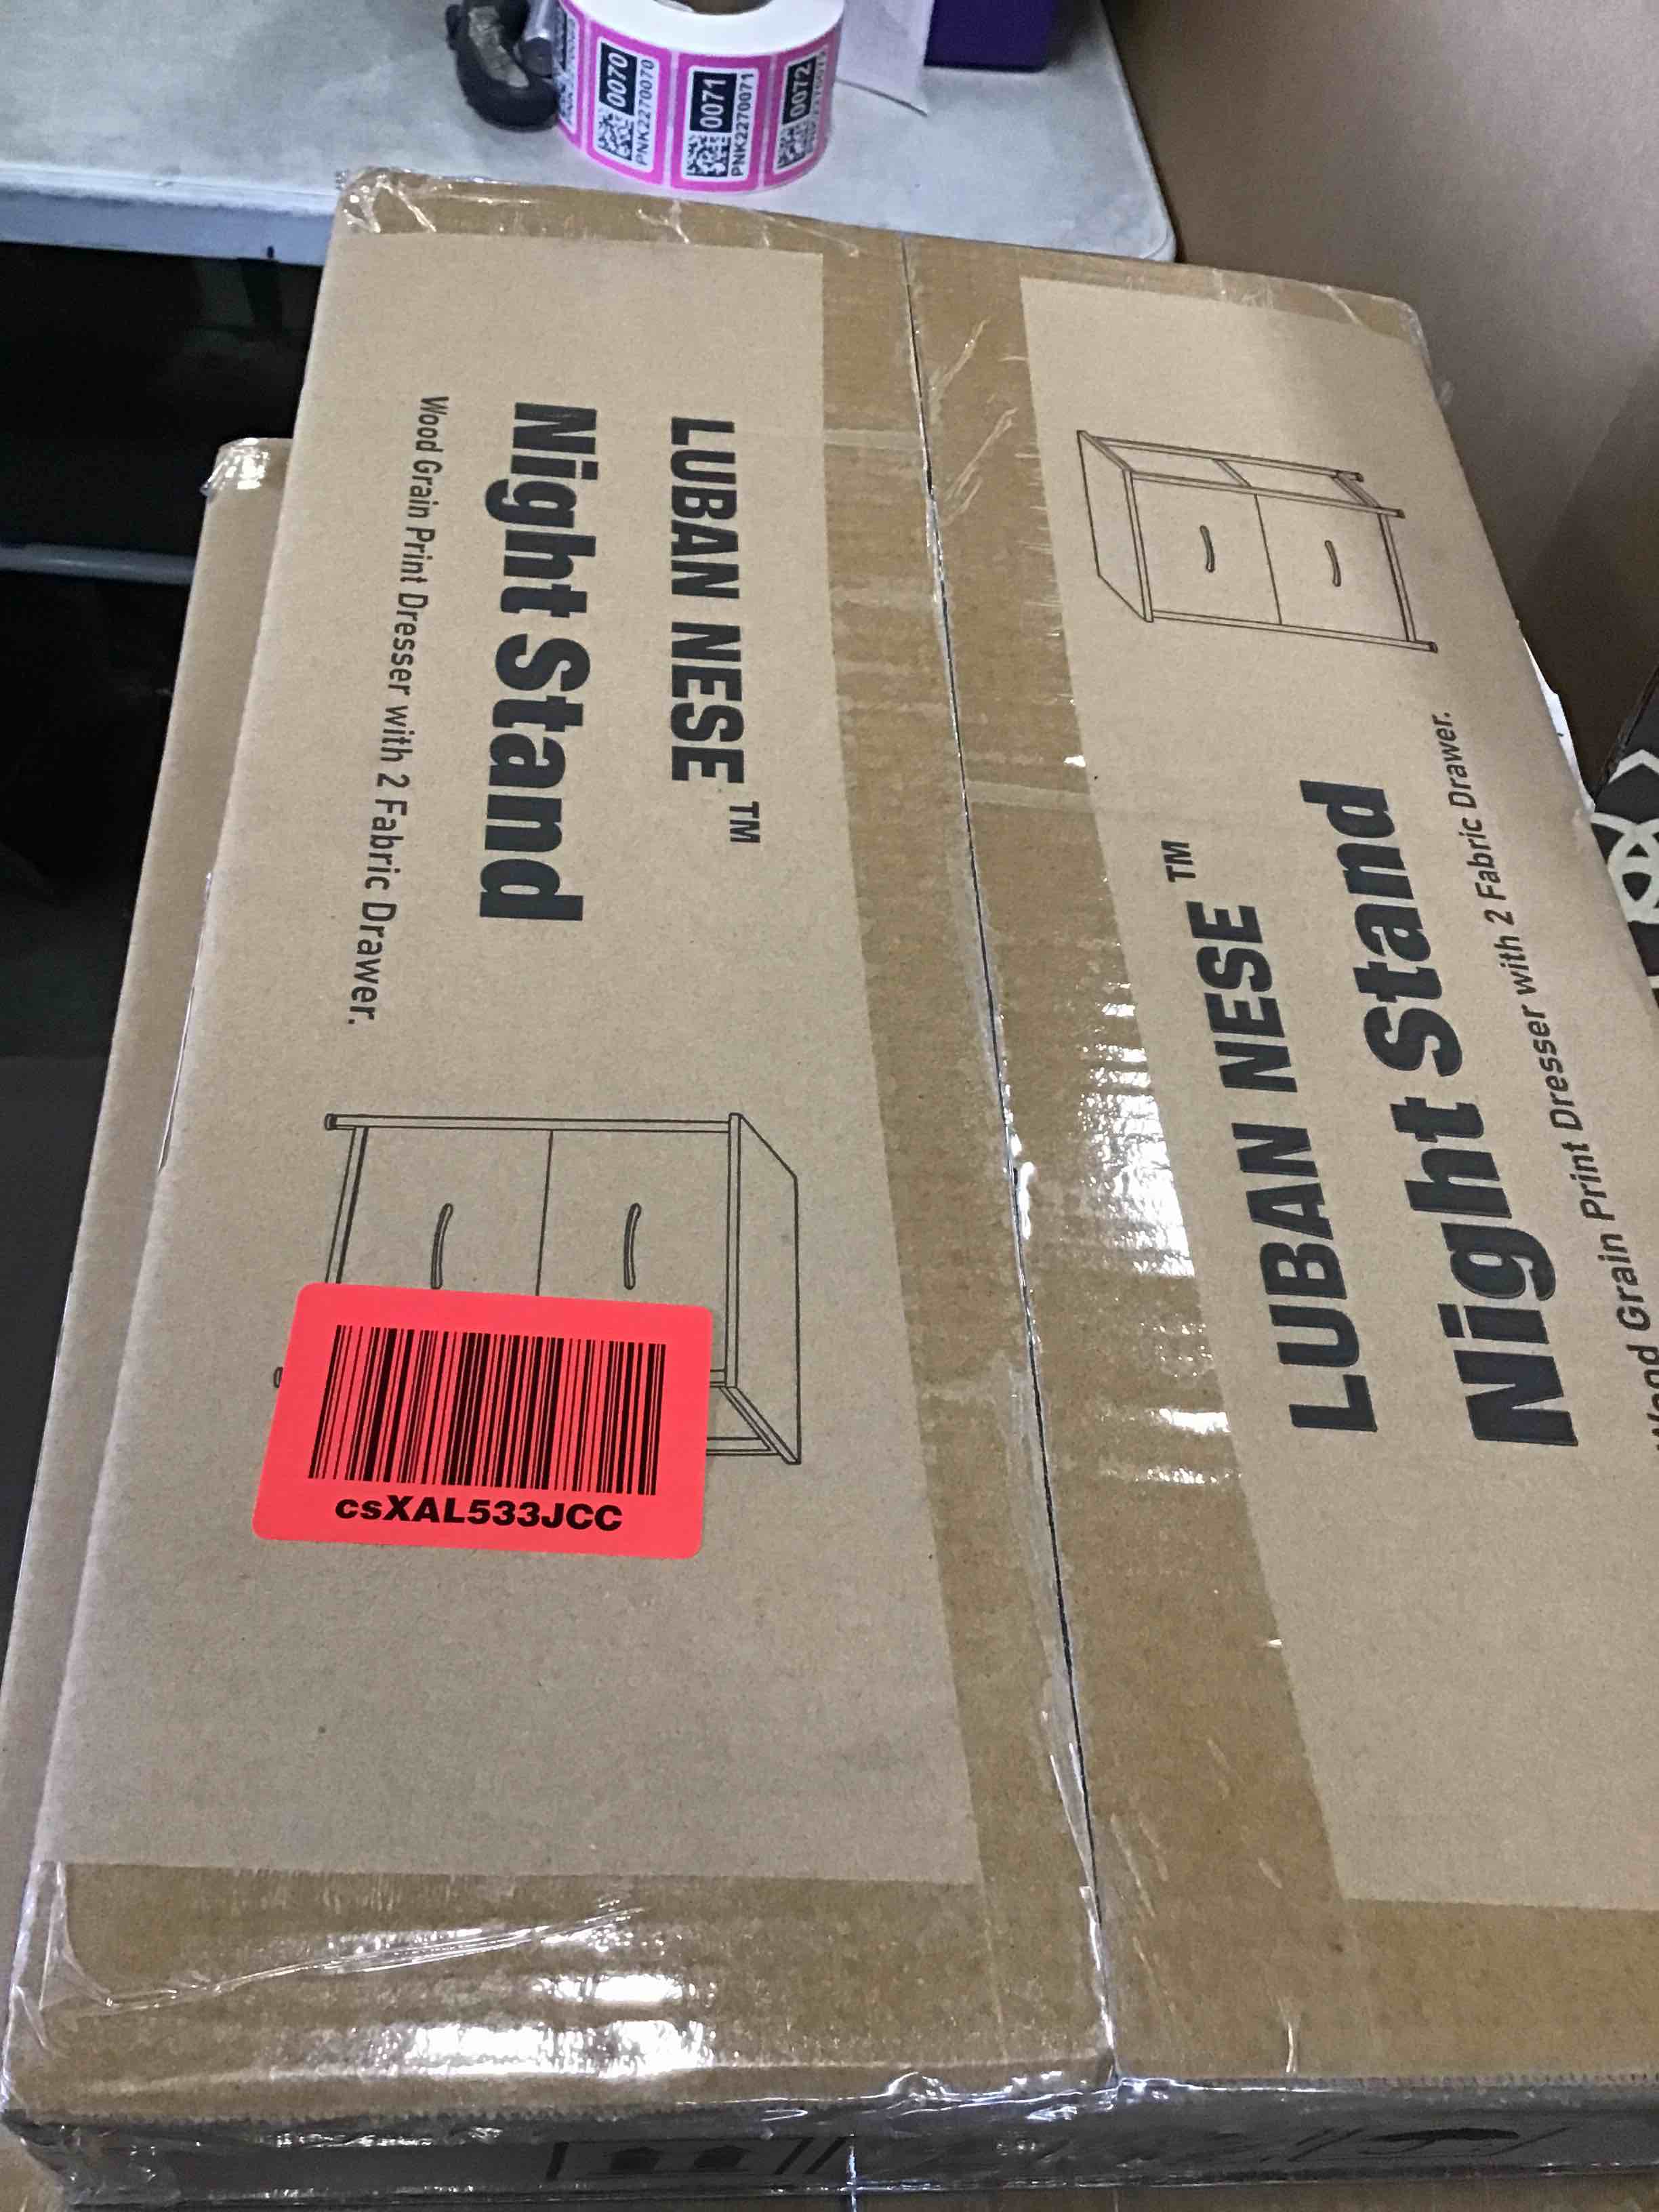 0070
PNK2270070
0071
PNK2270071
0072
LUBAN NESE™
Night Stand
Wood Grain Print Dresser with 2 Fabric Drawer.
LUBAN NESE™
Night Stand
Wood Grain Print Dresser with 2 Fabric Drawer.
csXAL533JCC